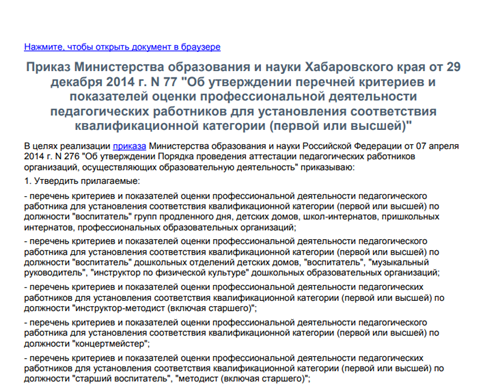 Нажмите, чтобы открыть документ в браузере
Приказ Министерства образования и науки Хабаровского края от 29
декабря 2014 г. N 77 "Об утверждении перечней критериев и
показателей оценки профессиональной деятельности
педагогических работников для установления соответствия
квалификационной категории (первой или высшей)"
В целях реализации приказа Министерства образования и науки Российской Федерации от 07 апреля
2014 г. N 276 "Об утверждении Порядка проведения аттестации педагогических работников
организаций, осуществляющих образовательную деятельность" приказываю:
1. Утвердить прилагаемые:
- перечень критериев и показателей оценки профессиональной деятельности педагогического
работника для установления соответствия квалификационной категории (первой или высшей) по
должности "воспитатель" групп продленного дня, детских домов, школ-интернатов, пришкольных
интернатов, профессиональных образовательных организаций;
- перечень критериев и показателей оценки профессиональной деятельности педагогического
работника для установления соответствия квалификационной категории (первой или высшей) по
должности "воспитатель" дошкольных отделений детских домов, "воспитатель", "музыкальный
руководитель", "инструктор по физической культуре" дошкольных образовательных организаций;
- перечень критериев и показателей оценки профессиональной деятельности педагогических
работников для установления соответствия квалификационной категории (первой или высшей) по
должности "инструктор-методист (включая старшего)";
- перечень критериев и показателей оценки профессиональной деятельности педагогического
работника для установления соответствия квалификационной категории (первой или высшей) по
должности "концертмейстер";
- перечень критериев и показателей оценки профессиональной деятельности педагогических
работников для установления соответствия квалификационной категории (первой или высшей) по
должности "старший воспитатель", "методист (включая старшего)";